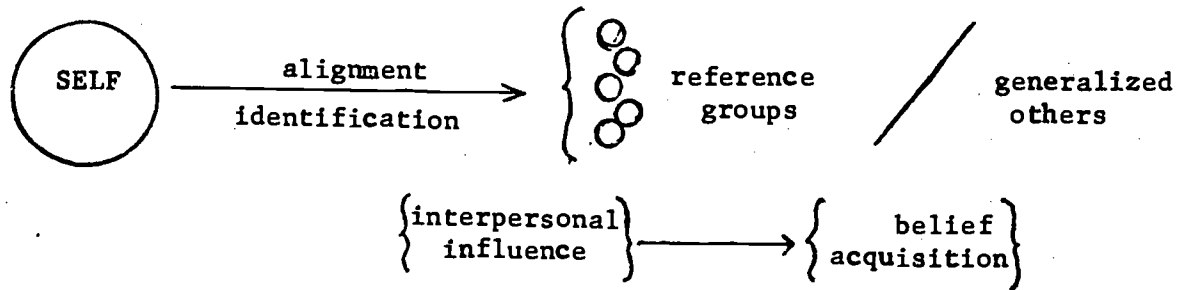 SELF
alignment
identification
reference
groups
generalized
others
interpersonal
influence
belief
acquisition